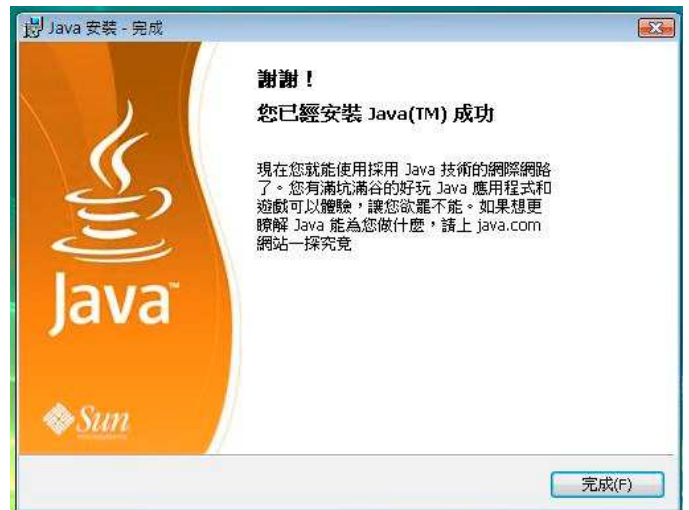 Java 安裝 - 完成
謝謝！
您已經安裝 Java(TM) 成功
現在您就能使用採用 Java 技術的網際網路
了。您有滿坑滿谷的好玩 Java 應用程式和
遊戲可以體驗，讓您欲罷不能。如果想更
瞭解 Java 能為您做什麼，請上 java.com
網站一探究竟
Java™
Sun
完成(F)